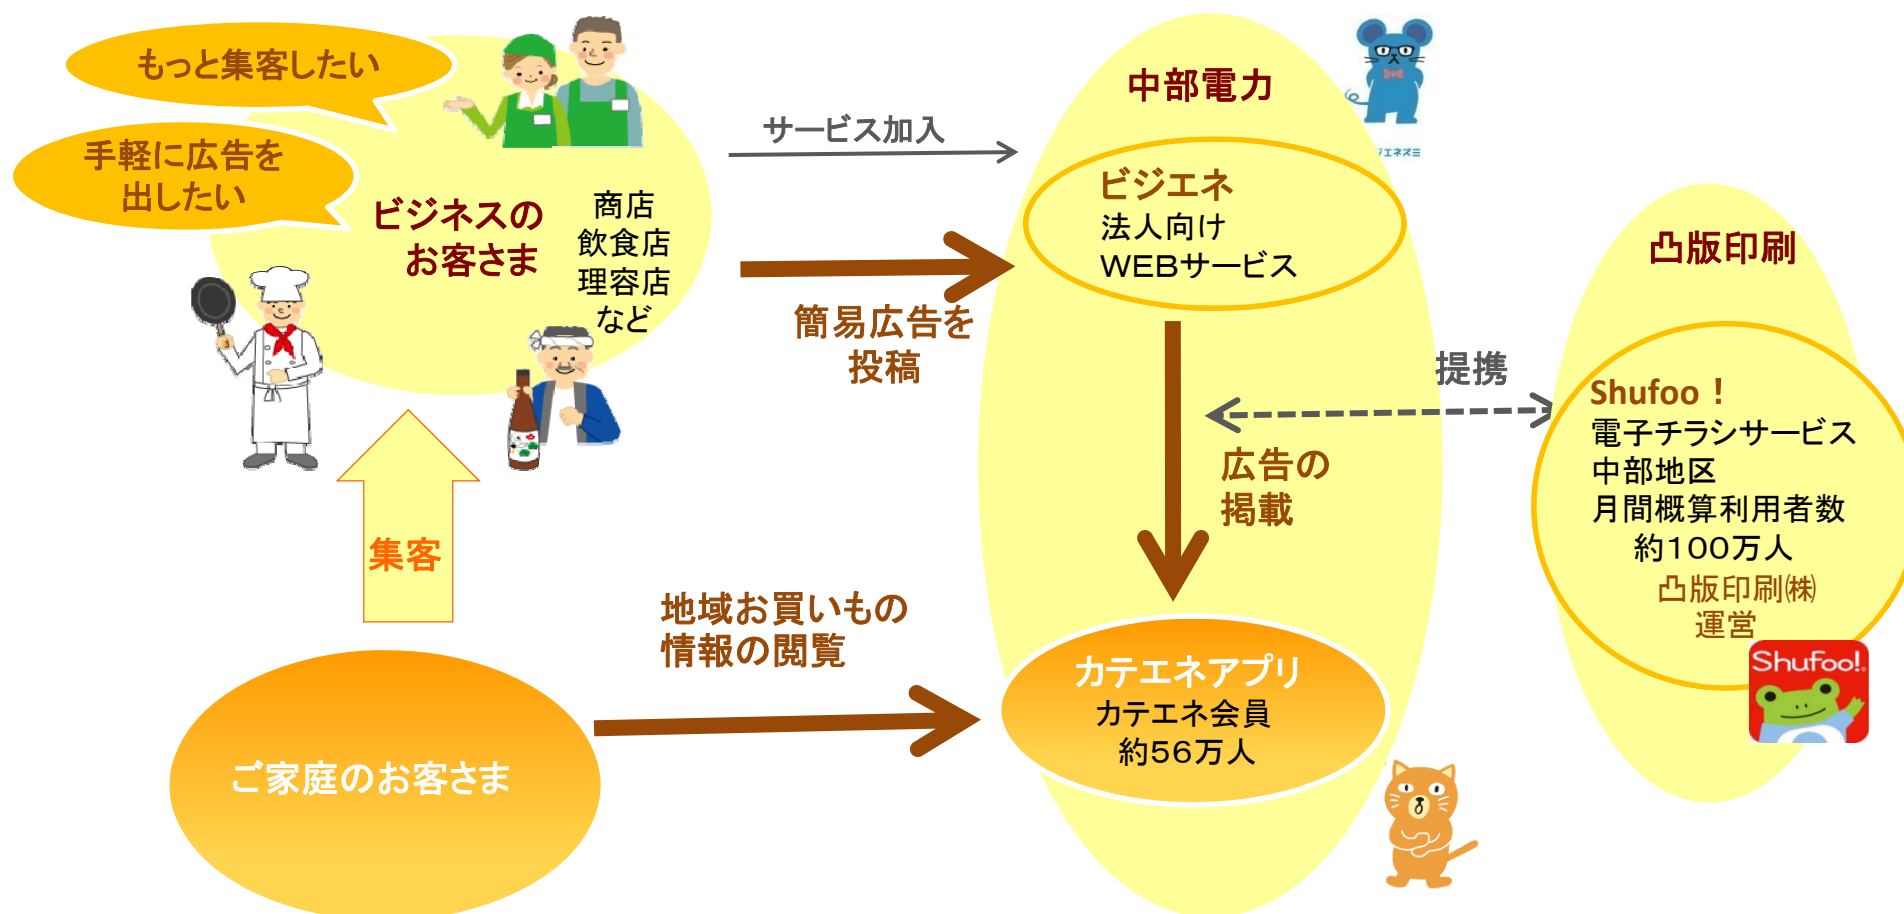 もっと集客したい
手軽に広告を
出したい
ビジネスの
お客さま
商店
飲食店
理容店
など
サービス加入
簡易広告を
投稿
中部電力
ビジエネ
法人向け
WEBサービス
ジエネズミ
提携
広告の
掲載
凸版印刷
Shufoo!
電子チラシサービス
中部地区
月間概算利用者数
約100万人
凸版印刷㈱
運営
Shufoo!
集客
地域お買いもの
情報の閲覧
カテエネアプリ
カテエネ会員
約56万人
ご家庭のお客さま